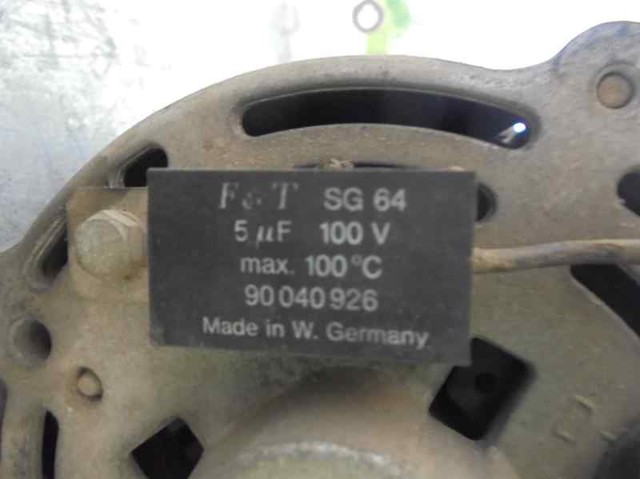 F&T SG 64
5 µF 100 V
max. 100°C
90 040 926
Made in W. Germany